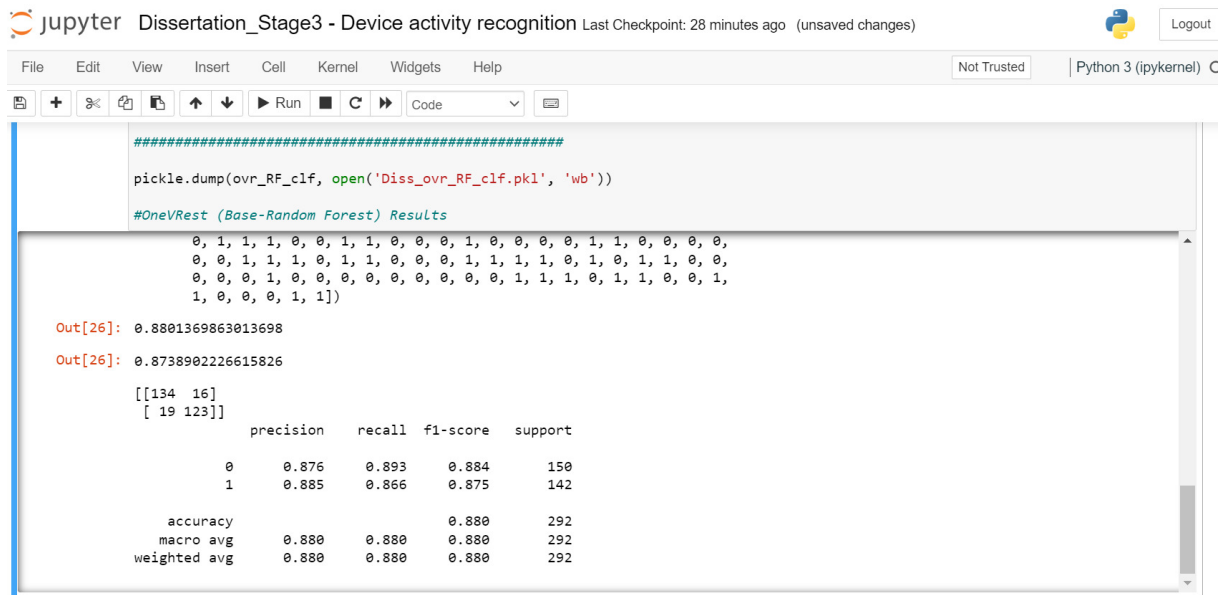 jupyter Dissertation_Stage3 - Device activity recognition Last Checkpoint: 28 minutes ago (unsaved changes) Logout
File Edit View Insert Cell Kernel Widgets Help Not Trusted Python 3 (ipykernel)
Run Code
####################################################
pickle.dump(ovr_RF_clf, open('Diss_ovr_RF_clf.pkl', 'wb'))
#OneVRest (Base-Random Forest) Results
0, 1, 1, 1, 0, 0, 1, 1, 0, 0, 0, 1, 0, 0, 0, 0, 1, 1, 0, 0, 0, 0,
0, 0, 1, 1, 1, 0, 1, 1, 0, 0, 0, 1, 1, 1, 1, 0, 1, 0, 1, 1, 0, 0,
0, 0, 0, 1, 0, 0, 0, 0, 0, 0, 0, 0, 0, 1, 1, 1, 0, 1, 1, 0, 0, 1,
1, 0, 0, 0, 1, 1])
Out[26]: 0.8801369863013698
Out[26]: 0.8738902226615826
[[134 16]
[ 19 123]]
precision recall f1-score support
0 0.876 0.893 0.884 150
1 0.885 0.866 0.875 142
accuracy 0.880 292
macro avg 0.880 0.880 0.880 292
weighted avg 0.880 0.880 0.880 292